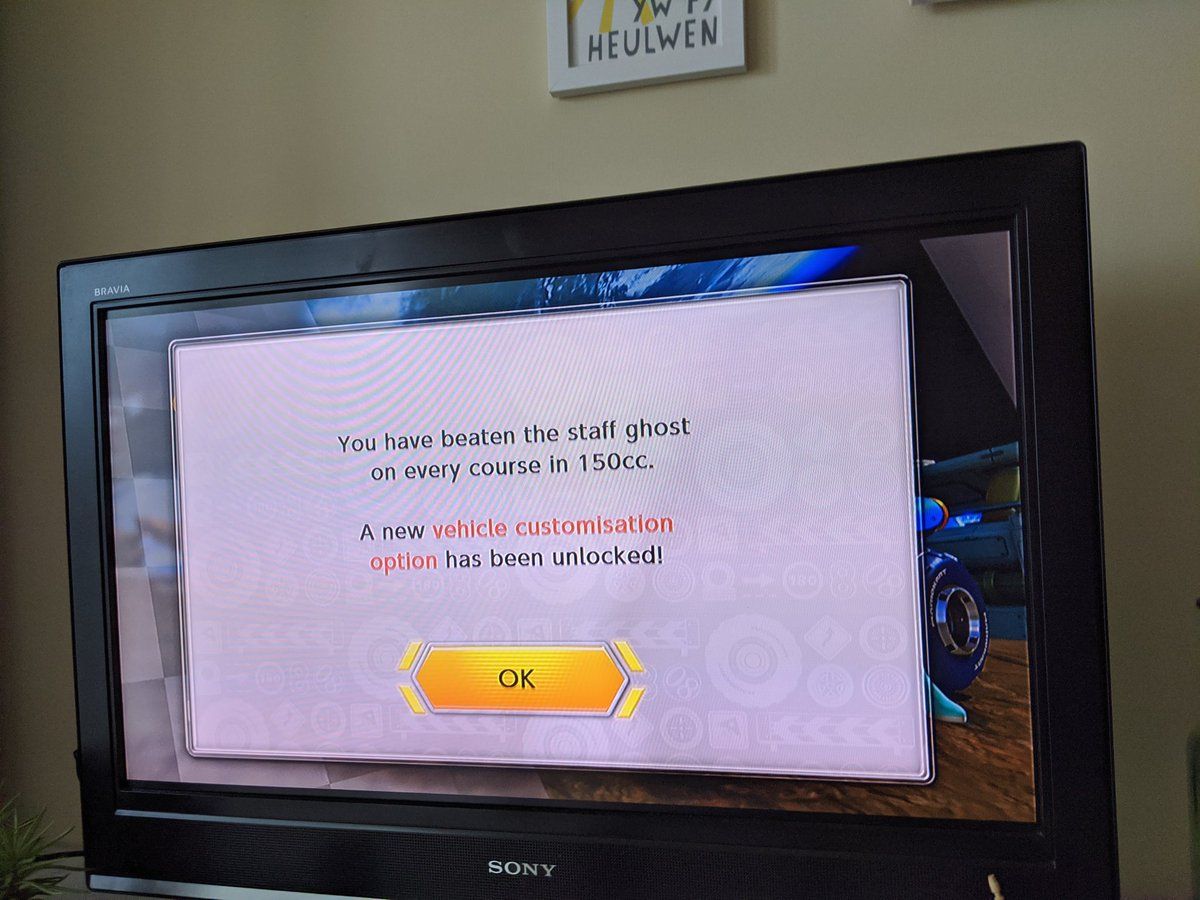 HEULWEN
BRAVIA
You have beaten the staff ghost
on every course in 150cc.
A new vehicle customisation
option has been unlocked!
OK
SONY